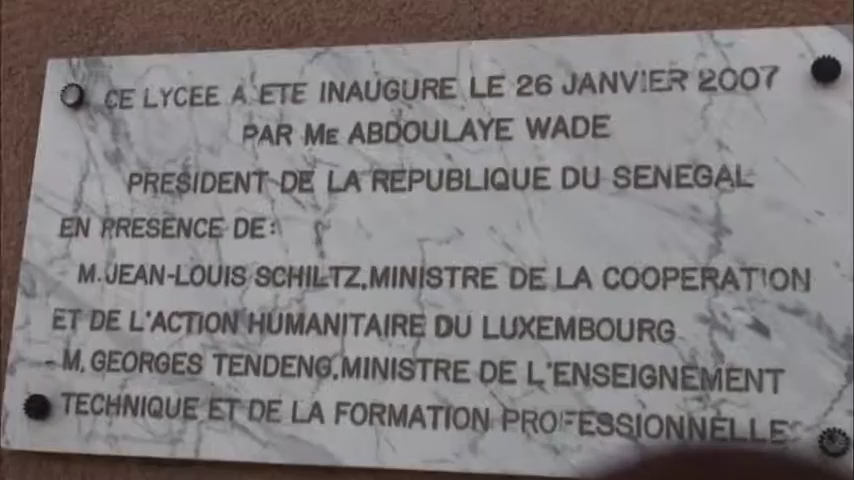 CE LYCEE A ETE INAUGURE LE 26 JANVIER 2007
PAR ME ABDOULAYE WADE
PRESIDENT DE LA REPUBLIQUE DU SENEGAL
EN PRESENCE DE:
M. JEAN-LOUIS SCHILTZ, MINISTRE DE LA COOPERATION
ET DE L'ACTION HUMANITAIRE DU LUXEMBOURG
- M. GEORGES TENDENG, MINISTRE DE L'ENSEIGNEMENT
TECHNIQUE ET DE LA FORMATION PROFESSIONNELLE